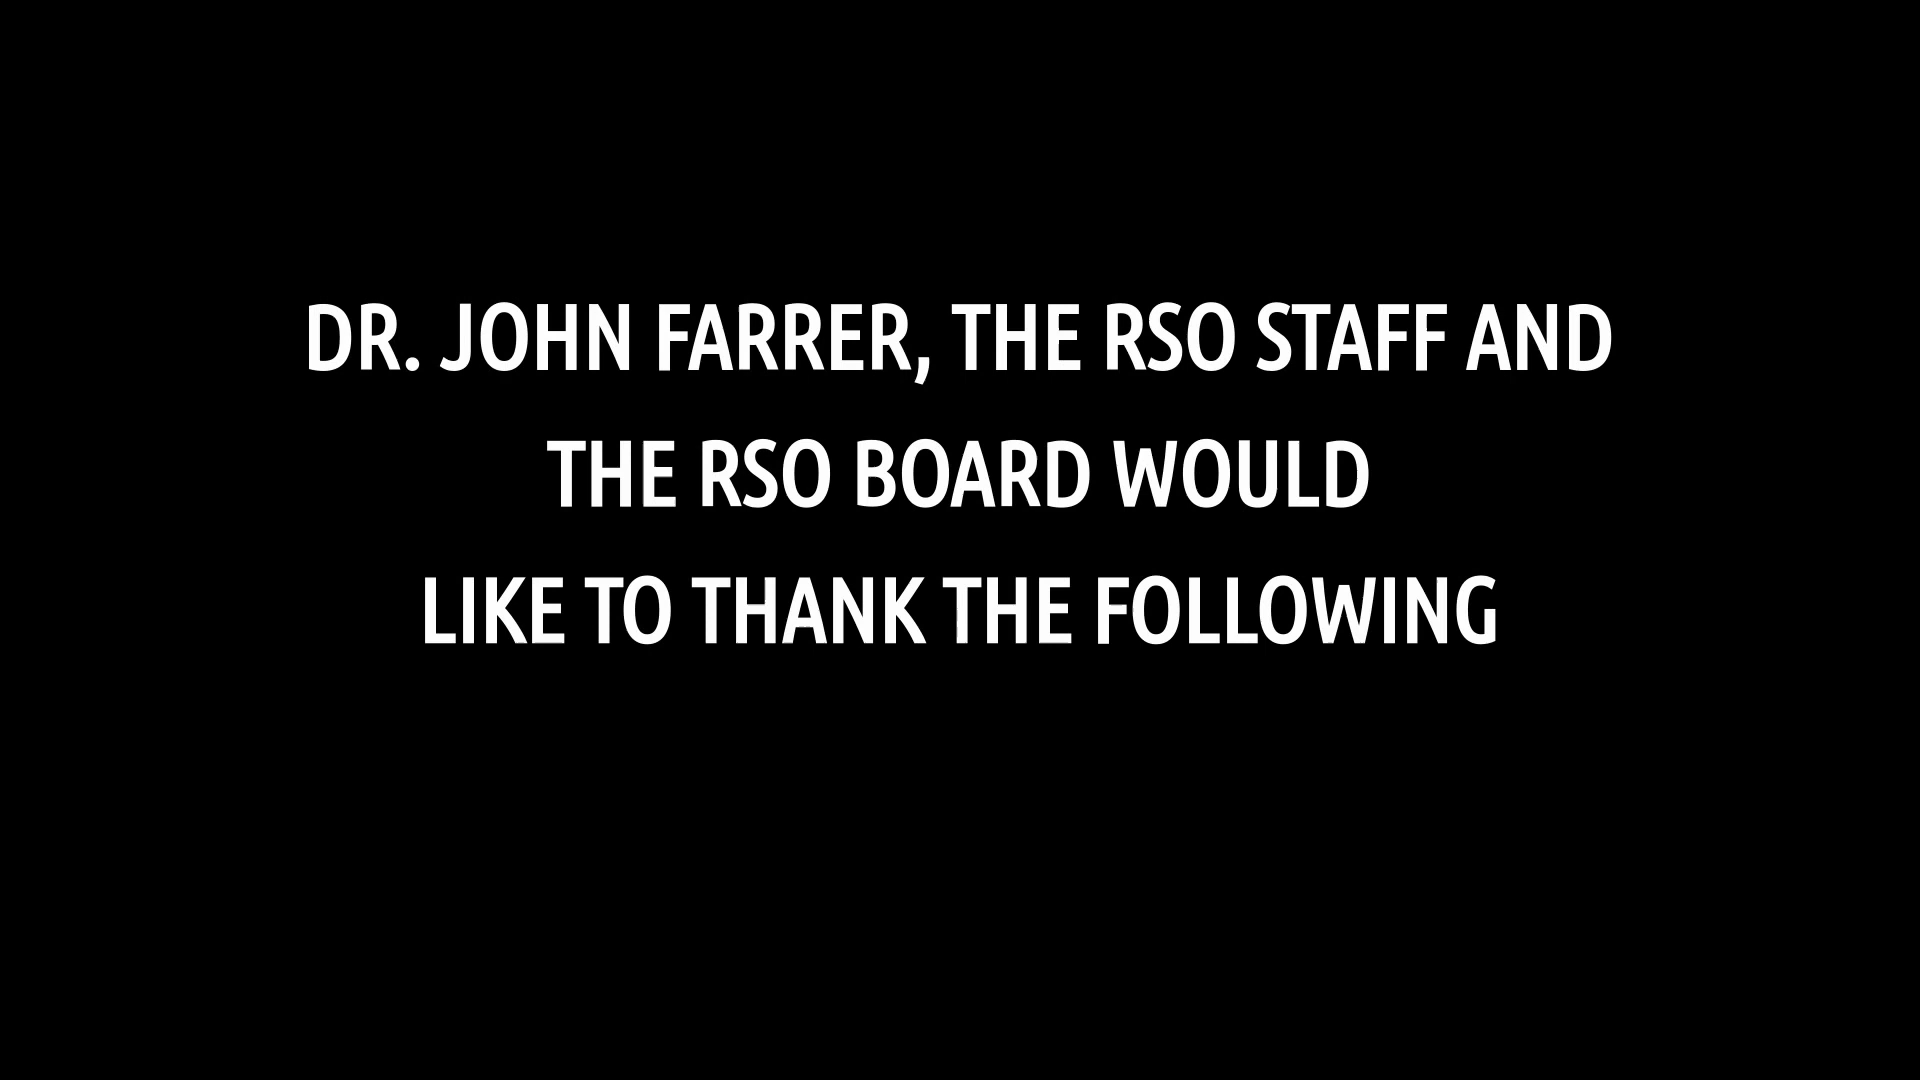 DR. JOHN FARRER, THE RSO STAFF AND
THE RSO BOARD WOULD
LIKE TO THANK THE FOLLOWING